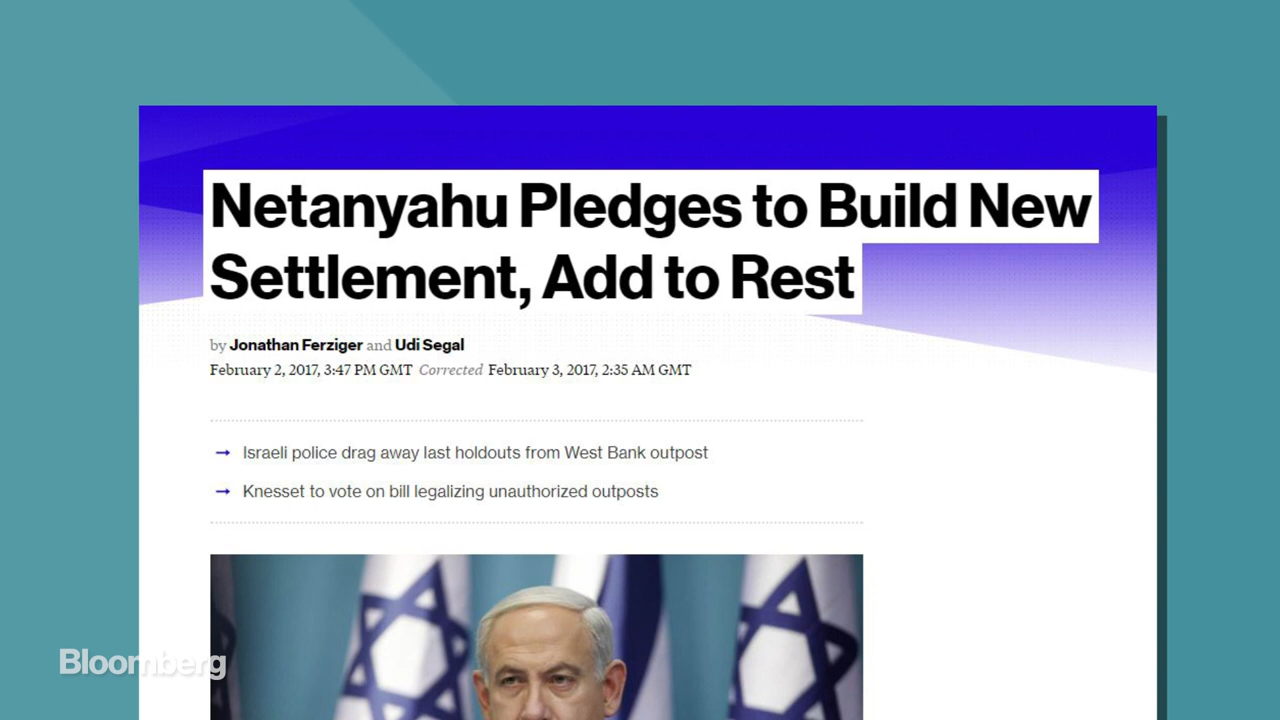 Netanyahu Pledges to Build New
Settlement, Add to Rest
by Jonathan Ferziger and Udi Segal
February 2, 2017, 3:47 PM GMT Corrected February 3, 2017, 2:35 AM GMT
→ Israeli police drag away last holdouts from West Bank outpost
→ Knesset to vote on bill legalizing unauthorized outposts
Bloomberg